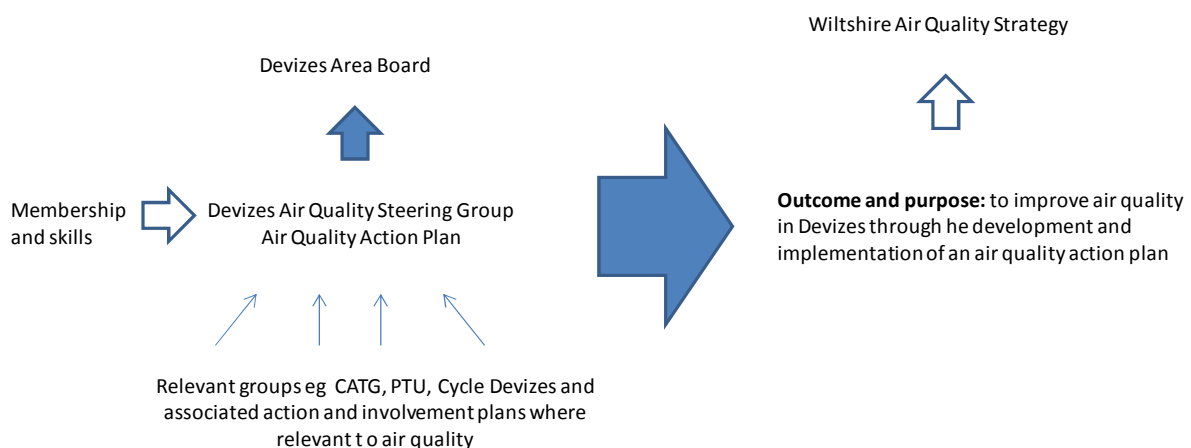 Wiltshire Air Quality Strategy
Devizes Area Board
Membership
and skills
Devizes Air Quality Steering Group
Air Quality Action Plan
Outcome and purpose: to improve air quality
in Devizes through he development and
implementation of an air quality action plan
Relevant groups eg CATG, PTU, Cycle Devizes and
associated action and involvement plans where
relevant t o air quality